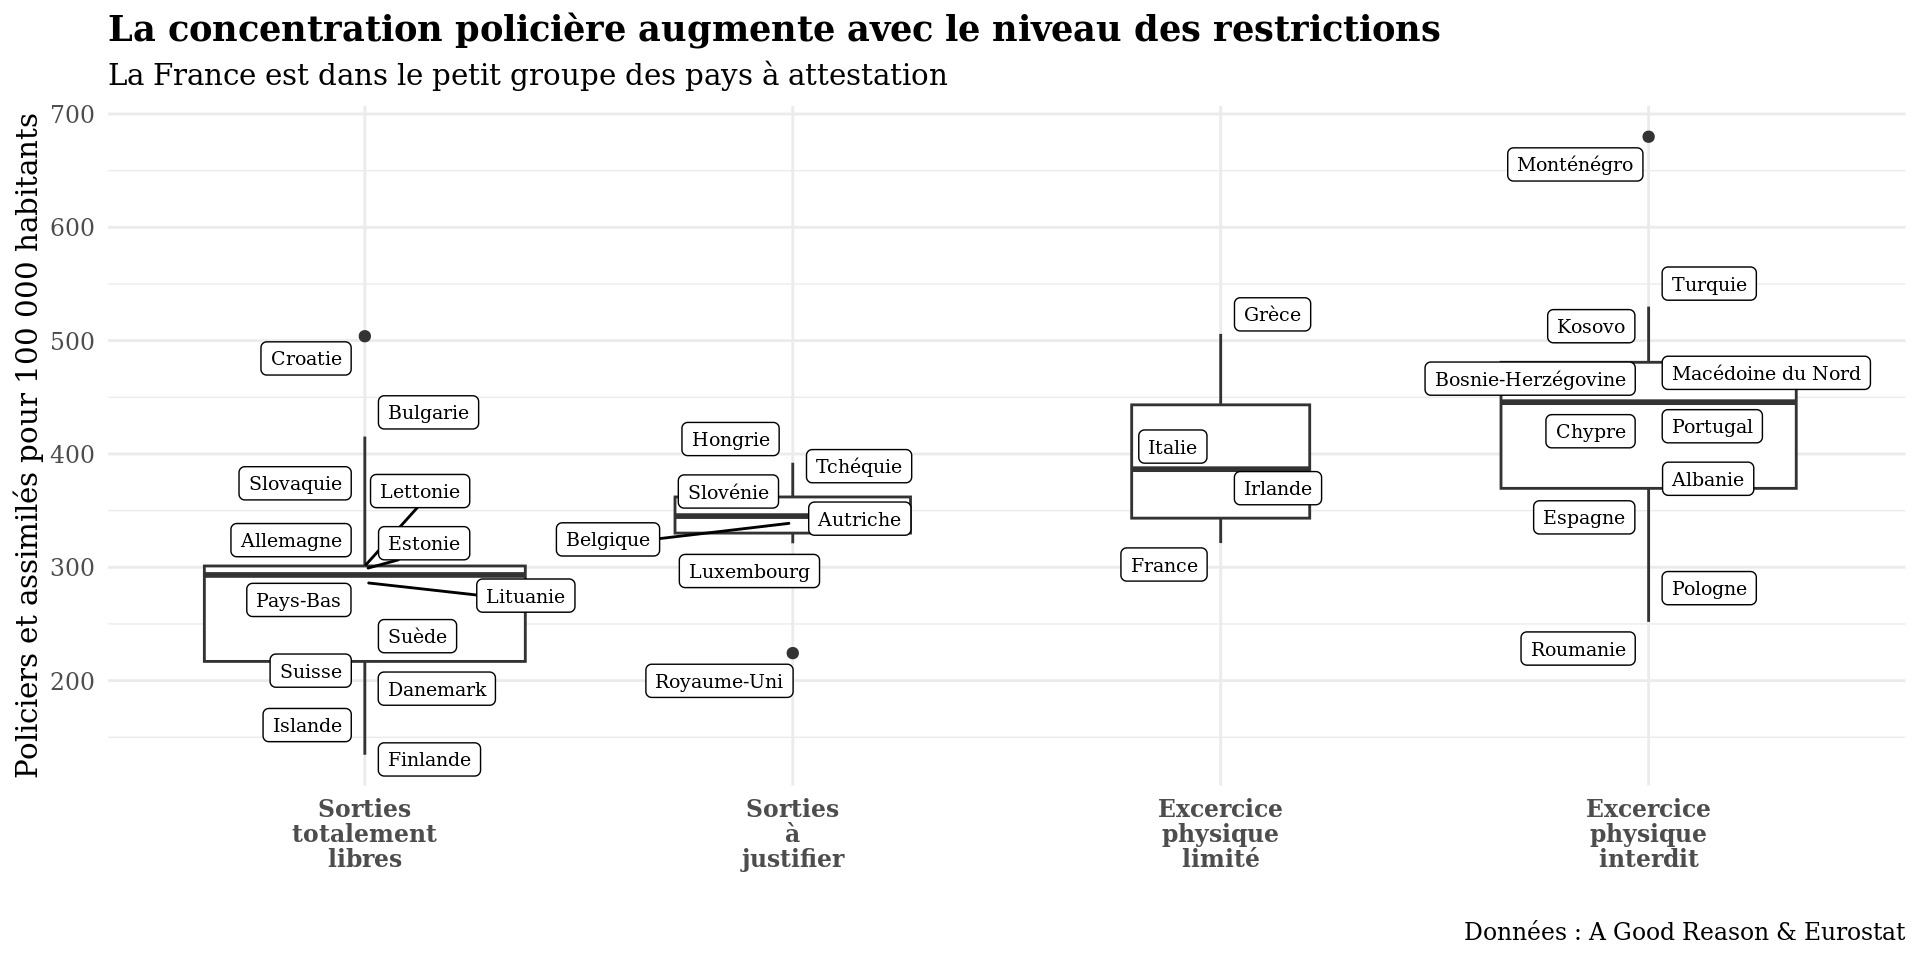 La concentration policière augmente avec le niveau des restrictions
La France est dans le petit groupe des pays à attestation
Policiers et assimilés pour 100 000 habitants
700
600
500
400
300
200
Croatie
Bulgarie
Slovaquie
Lettonie
Allemagne
Estonie
Pays-Bas
Lituanie
Suède
Suisse
Danemark
Islande
Finlande
Hongrie
Tchéquie
Slovénie
Autriche
Belgique
Luxembourg
Royaume-Uni
Grèce
Italie
Irlande
France
Monténégro
Turquie
Kosovo
Macédoine du Nord
Bosnie-Herzégovine
Portugal
Chypre
Albanie
Espagne
Pologne
Roumanie
Sorties
totalement
libres
Sorties
à
justifier
Excercice
physique
limité
Excercice
physique
interdit
Données : A Good Reason & Eurostat